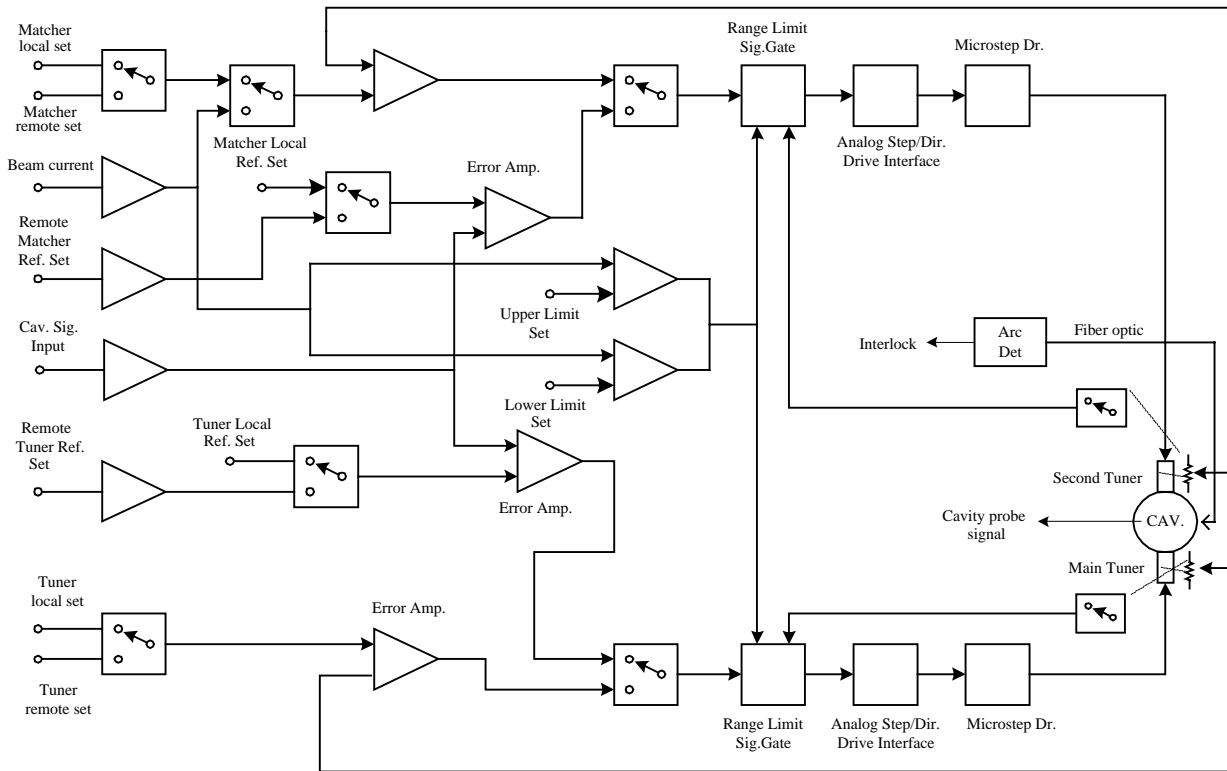 Matcher
local set
Matcher
remote set
Beam current
Remote
Matcher
Ref. Set
Cav. Sig.
Input
Remote
Tuner Ref.
Set
Tuner
local set
Tuner
remote set
Matcher Local
Ref. Set
Tuner Local
Ref. Set
Error Amp.
Upper Limit
Set
Lower Limit
Set
Error Amp.
Error Amp.
Range Limit
Sig.Gate
Analog Step/Dir.
Drive Interface
Microstep Dr.
Interlock
Arc
Det
Fiber optic
Second Tuner
CAV.
Cavity probe
signal
Main Tuner
Range Limit
Sig.Gate
Analog Step/Dir.
Drive Interface
Microstep Dr.